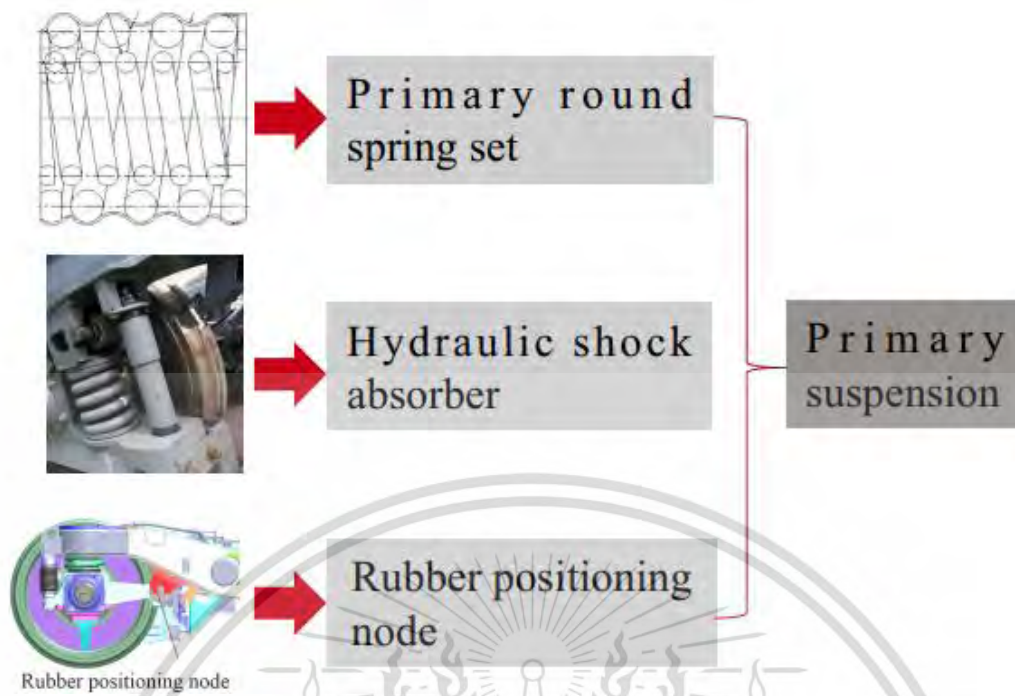 Primary round
spring set
Hydraulic shock
absorber
Primary
suspension
Rubber positioning
node
Rubber positioning node